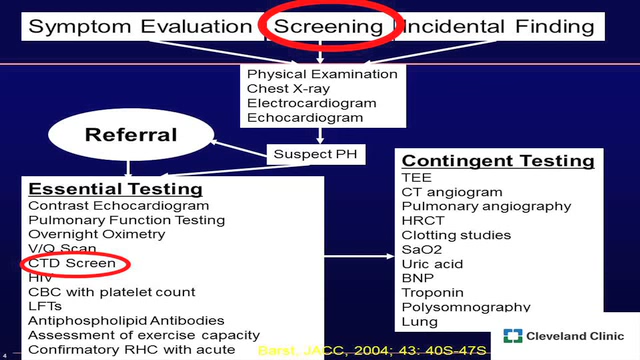 Symptom Evaluation Screening Incidental Finding
Physical Examination
Chest X-ray
Electrocardiogram
Echocardiogram
Referral
Suspect PH
Essential Testing
Contrast Echocardiogram
Pulmonary Function Testing
Overnight Oximetry
V/Q Scan
CTD Screen
HIV
CBC with platelet count
LFTs
Antiphospholipid Antibodies
Assessment of exercise capacity
Confirmatory RHC with acute
Contingent Testing
TEE
CT angiogram
Pulmonary angiography
HRCT
Clotting studies
SaO2
Uric acid
BNP
Troponin
Polysomnography
Lung
Cleveland Clinic
4
Barst, JACC, 2004; 43: 40S-47S